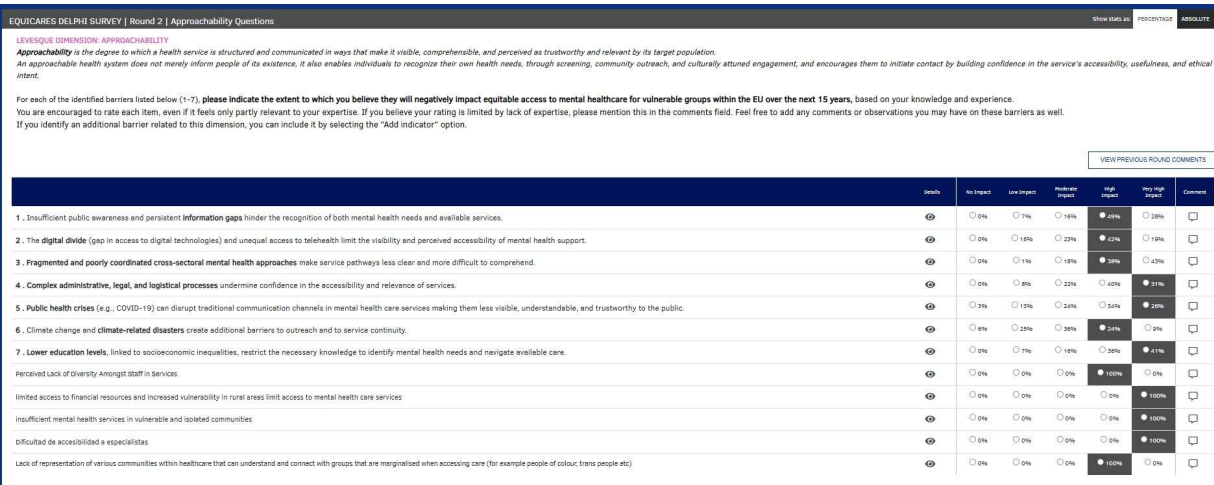 EQUICARES DELPHI SURVEY | Round 2 | Approachability Questions
Show stats as: PERCENTAGE ABSOLUTE
LEVESQUE DIMENSION: APPROACHABILITY
Approachability is the degree to which a health service is structured and communicated in ways that make it visible, comprehensible, and perceived as trustworthy and relevant by its target population.
An approachable health system does not merely inform people of its existence, it also enables individuals to recognize their own health needs, through screening, community outreach, and culturally attuned engagement, and encourages them to initiate contact by building confidence in the service's accessibility, usefulness, and ethical
intent.
For each of the identified barriers listed below (1-7), please indicate the extent to which you believe they will negatively impact equitable access to mental healthcare for vulnerable groups within the EU over the next 15 years, based on your knowledge and experience.
You are encouraged to rate each item, even if it feels only partly relevant to your expertise. If you believe your rating is limited by lack of expertise, please mention this in the comments field. Feel free to add any comments or observations you may have on these barriers as well.
If you identify an additional barrier related to this dimension, you can include it by selecting the "Add indicator" option.
VIEW PREVIOUS ROUND COMMENTS
Details No Impact Low Impact Moderate Impact High Impact Very High Impact Comment
1 . Insufficient public awareness and persistent information gaps hinder the recognition of both mental health needs and available services. 0% 7% 16% 49% 28%
2 . The digital divide (gap in access to digital technologies) and unequal access to telehealth limit the visibility and perceived accessibility of mental health support. 0% 16% 23% 42% 19%
3 . Fragmented and poorly coordinated cross-sectoral mental health approaches make service pathways less clear and more difficult to comprehend. 0% 1% 18% 38% 43%
4 . Complex administrative, legal, and logistical processes undermine confidence in the accessibility and relevance of services. 0% 8% 22% 40% 31%
5 . Public health crises (e.g., COVID-19) can disrupt traditional communication channels in mental health care services making them less visible, understandable, and trustworthy to the public. 3% 13% 24% 34% 26%
6 . Climate change and climate-related disasters create additional barriers to outreach and to service continuity. 6% 25% 36% 24% 9%
7 . Lower education levels, linked to socioeconomic inequalities, restrict the necessary knowledge to identify mental health needs and navigate available care. 0% 7% 16% 36% 41%
Perceived Lack of Diversity Amongst Staff in Services 0% 0% 0% 100% 0%
limited access to financial resources and increased vulnerability in rural areas limit access to mental health care services 0% 0% 0% 0% 100%
insufficient mental health services in vulnerable and isolated communities 0% 0% 0% 0% 100%
Dificultad de accesibilidad a especialistas 0% 0% 0% 0% 100%
Lack of representation of various communities within healthcare that can understand and connect with groups that are marginalised when accessing care (for example people of colour, trans people etc) 0% 0% 0% 100% 0%